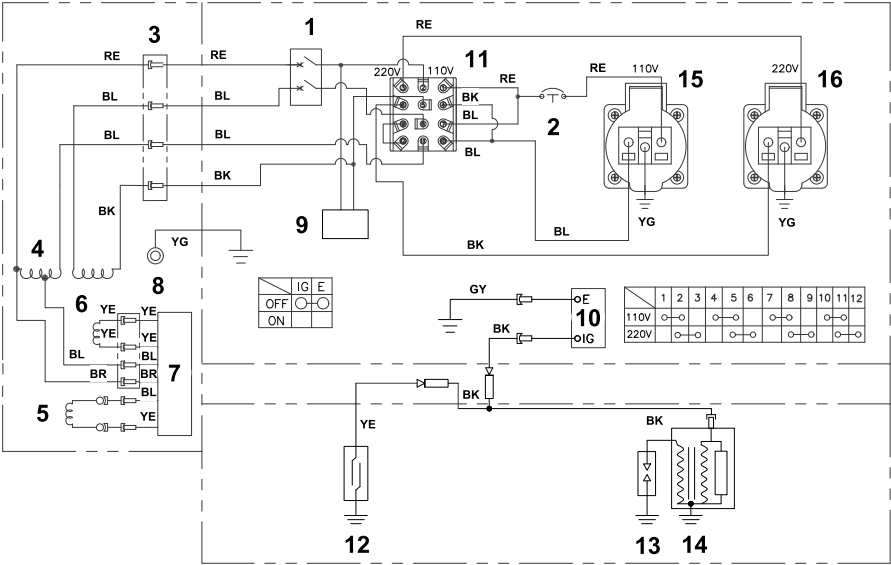 RE
1
3
RE
RE
11
220V
110V
RE
RE
110V
15
220V
16
BL
BL
BK
BL
2
BL
BL
BL
BK
BK
9
YG
YG
BL
BK
4
YG
8
6
IG E
OFF
ON
GY
E
10
BK
IG
1 2 3 4 5 6 7 8 9 10 11 12
110V
220V
YE
YE
YE
YE
BL
BL
7
BR
BR
BL
5
YE
BK
YE
BK
12
13
14